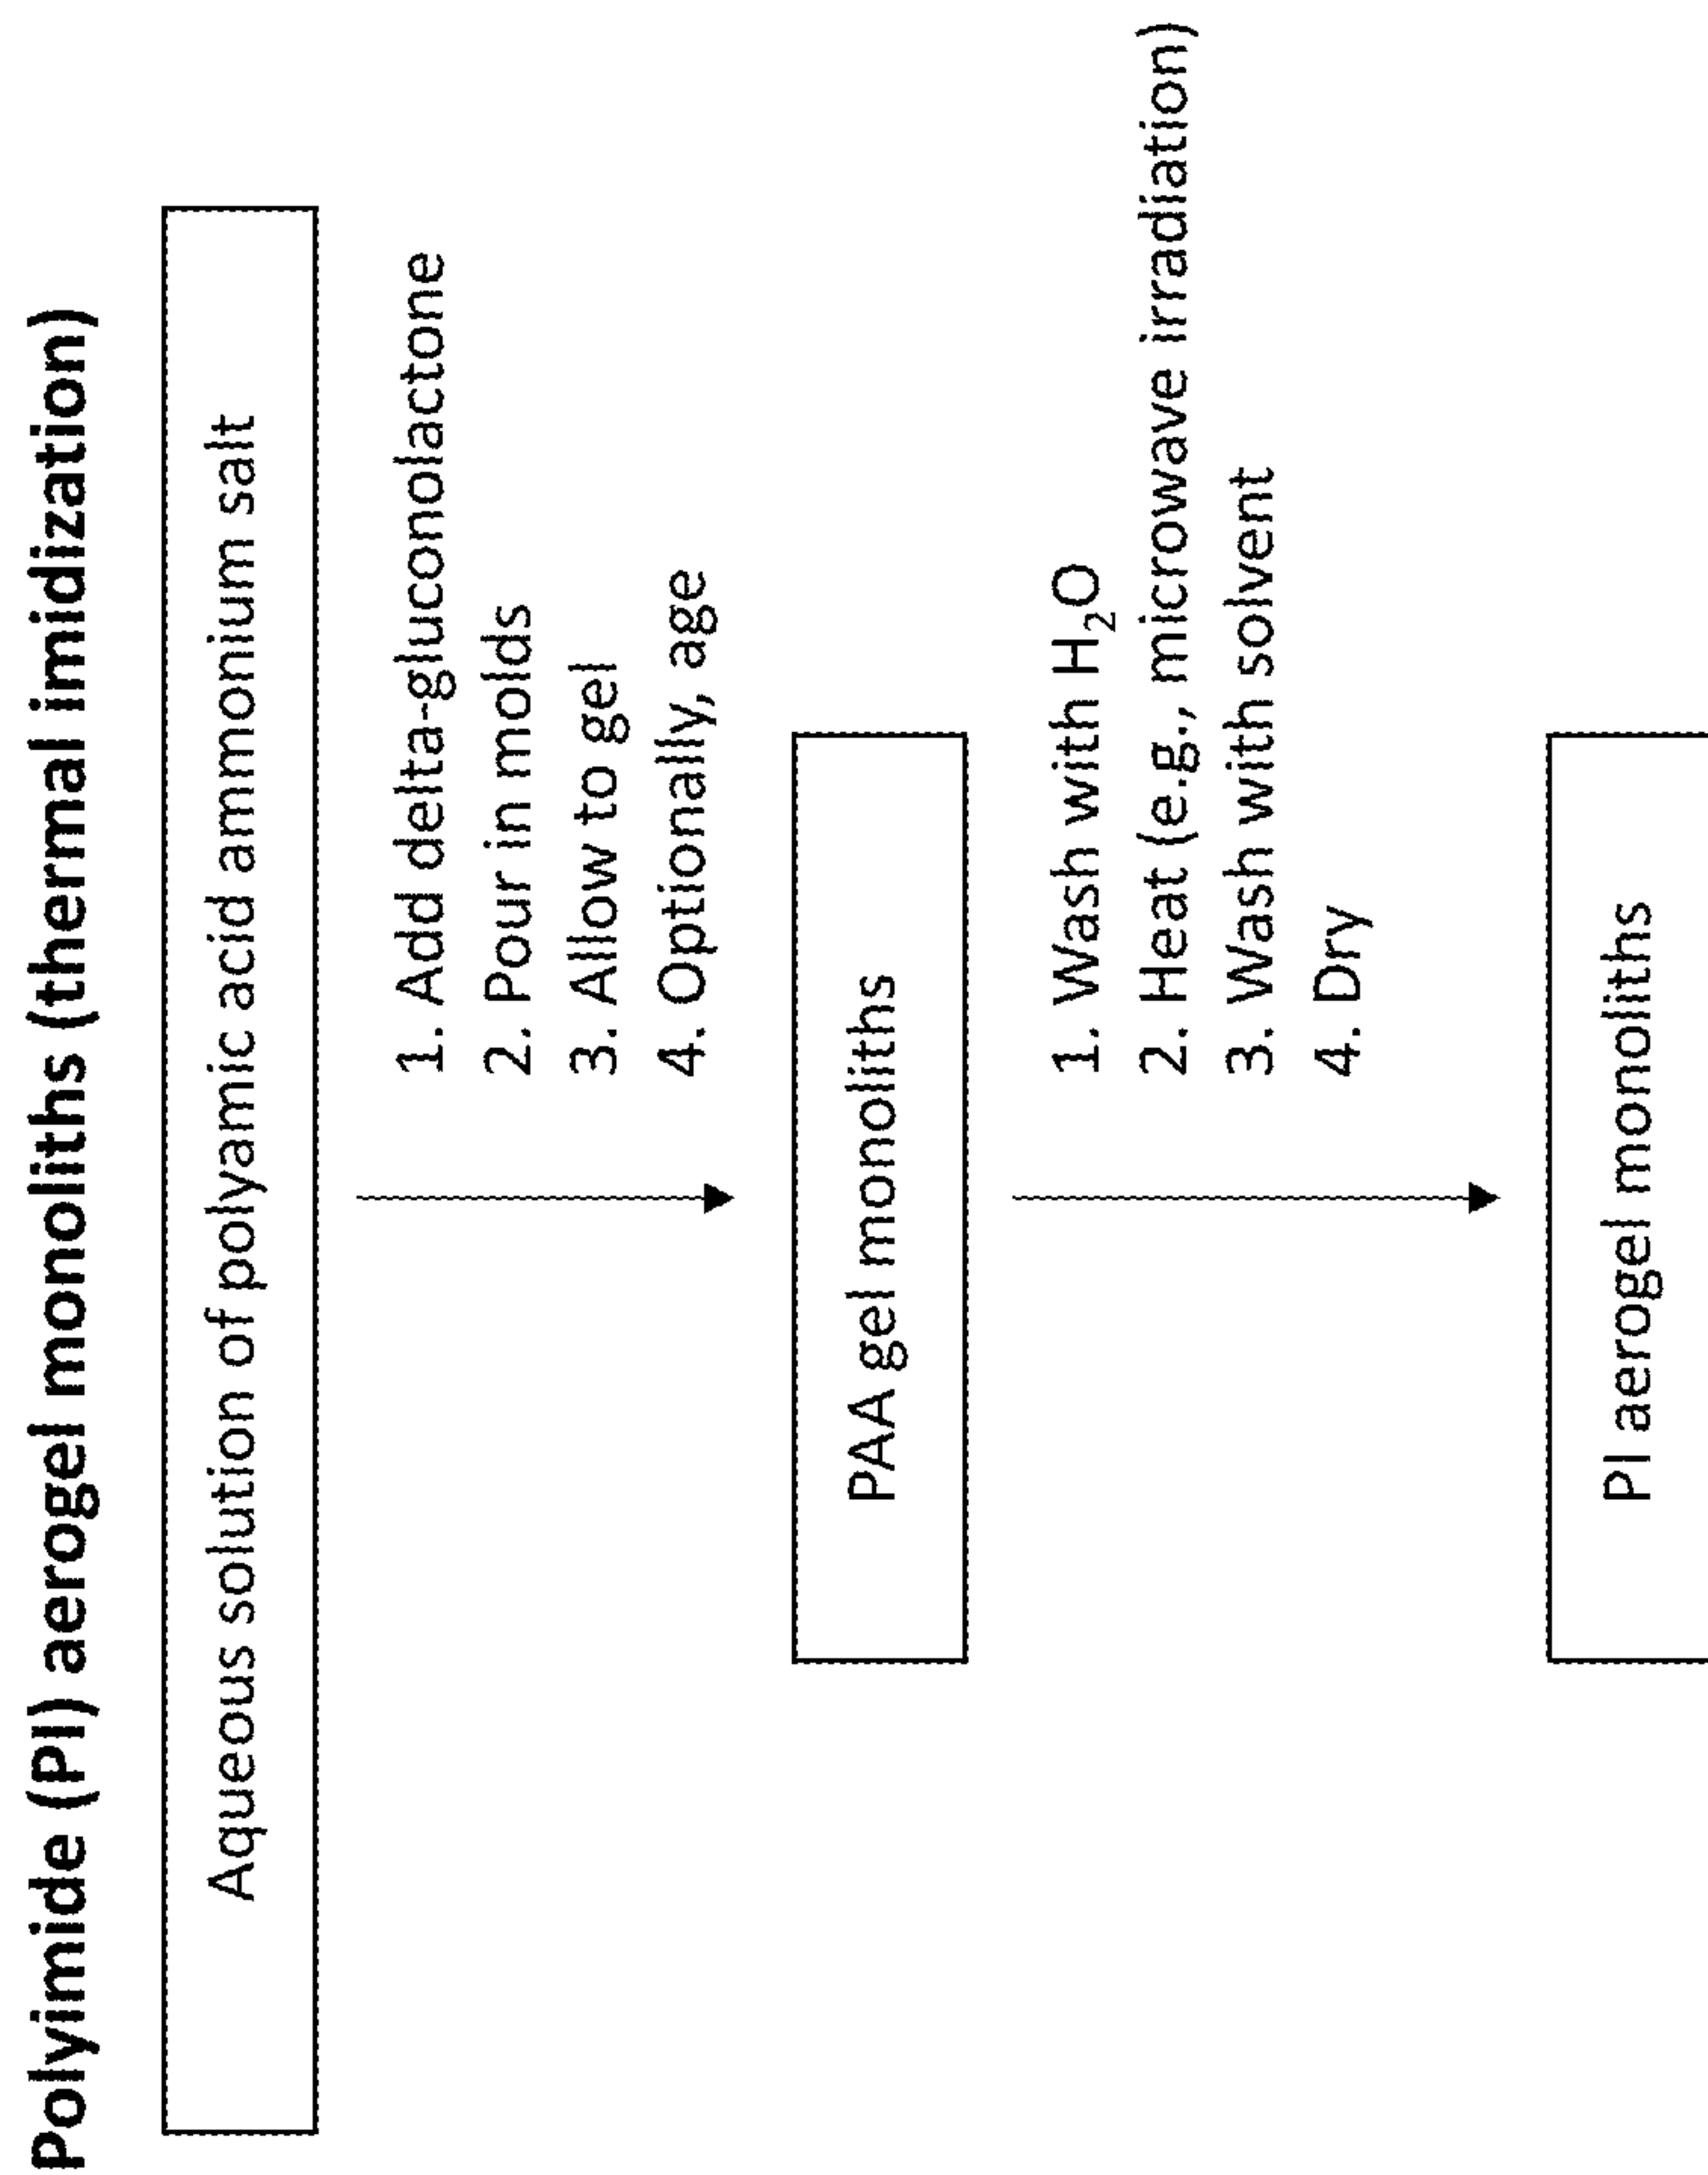 Polyimide (PI) aerogel monoliths (thermal imidization)
Aqueous solution of polyamic acid ammonium salt
1. Add delta-gluconolactone
2. Pour in molds
3. Allow to gel
4. Optionally, age
PAA gel monoliths
1. Wash with H₂O
2. Heat (e.g., microwave irradiation)
3. Wash with solvent
4. Dry
PI aerogel monoliths